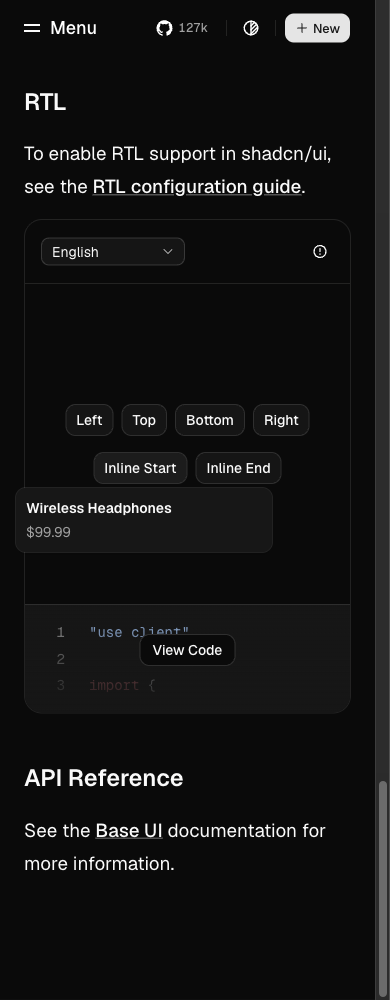 Menu 127k + New
RTL
To enable RTL support in shadcn/ui,
see the RTL configuration guide.
English
Left Top Bottom Right
Inline Start Inline End
Wireless Headphones
$99.99
1 "use client"
View Code
2
3 import {
API Reference
See the Base UI documentation for
more information.